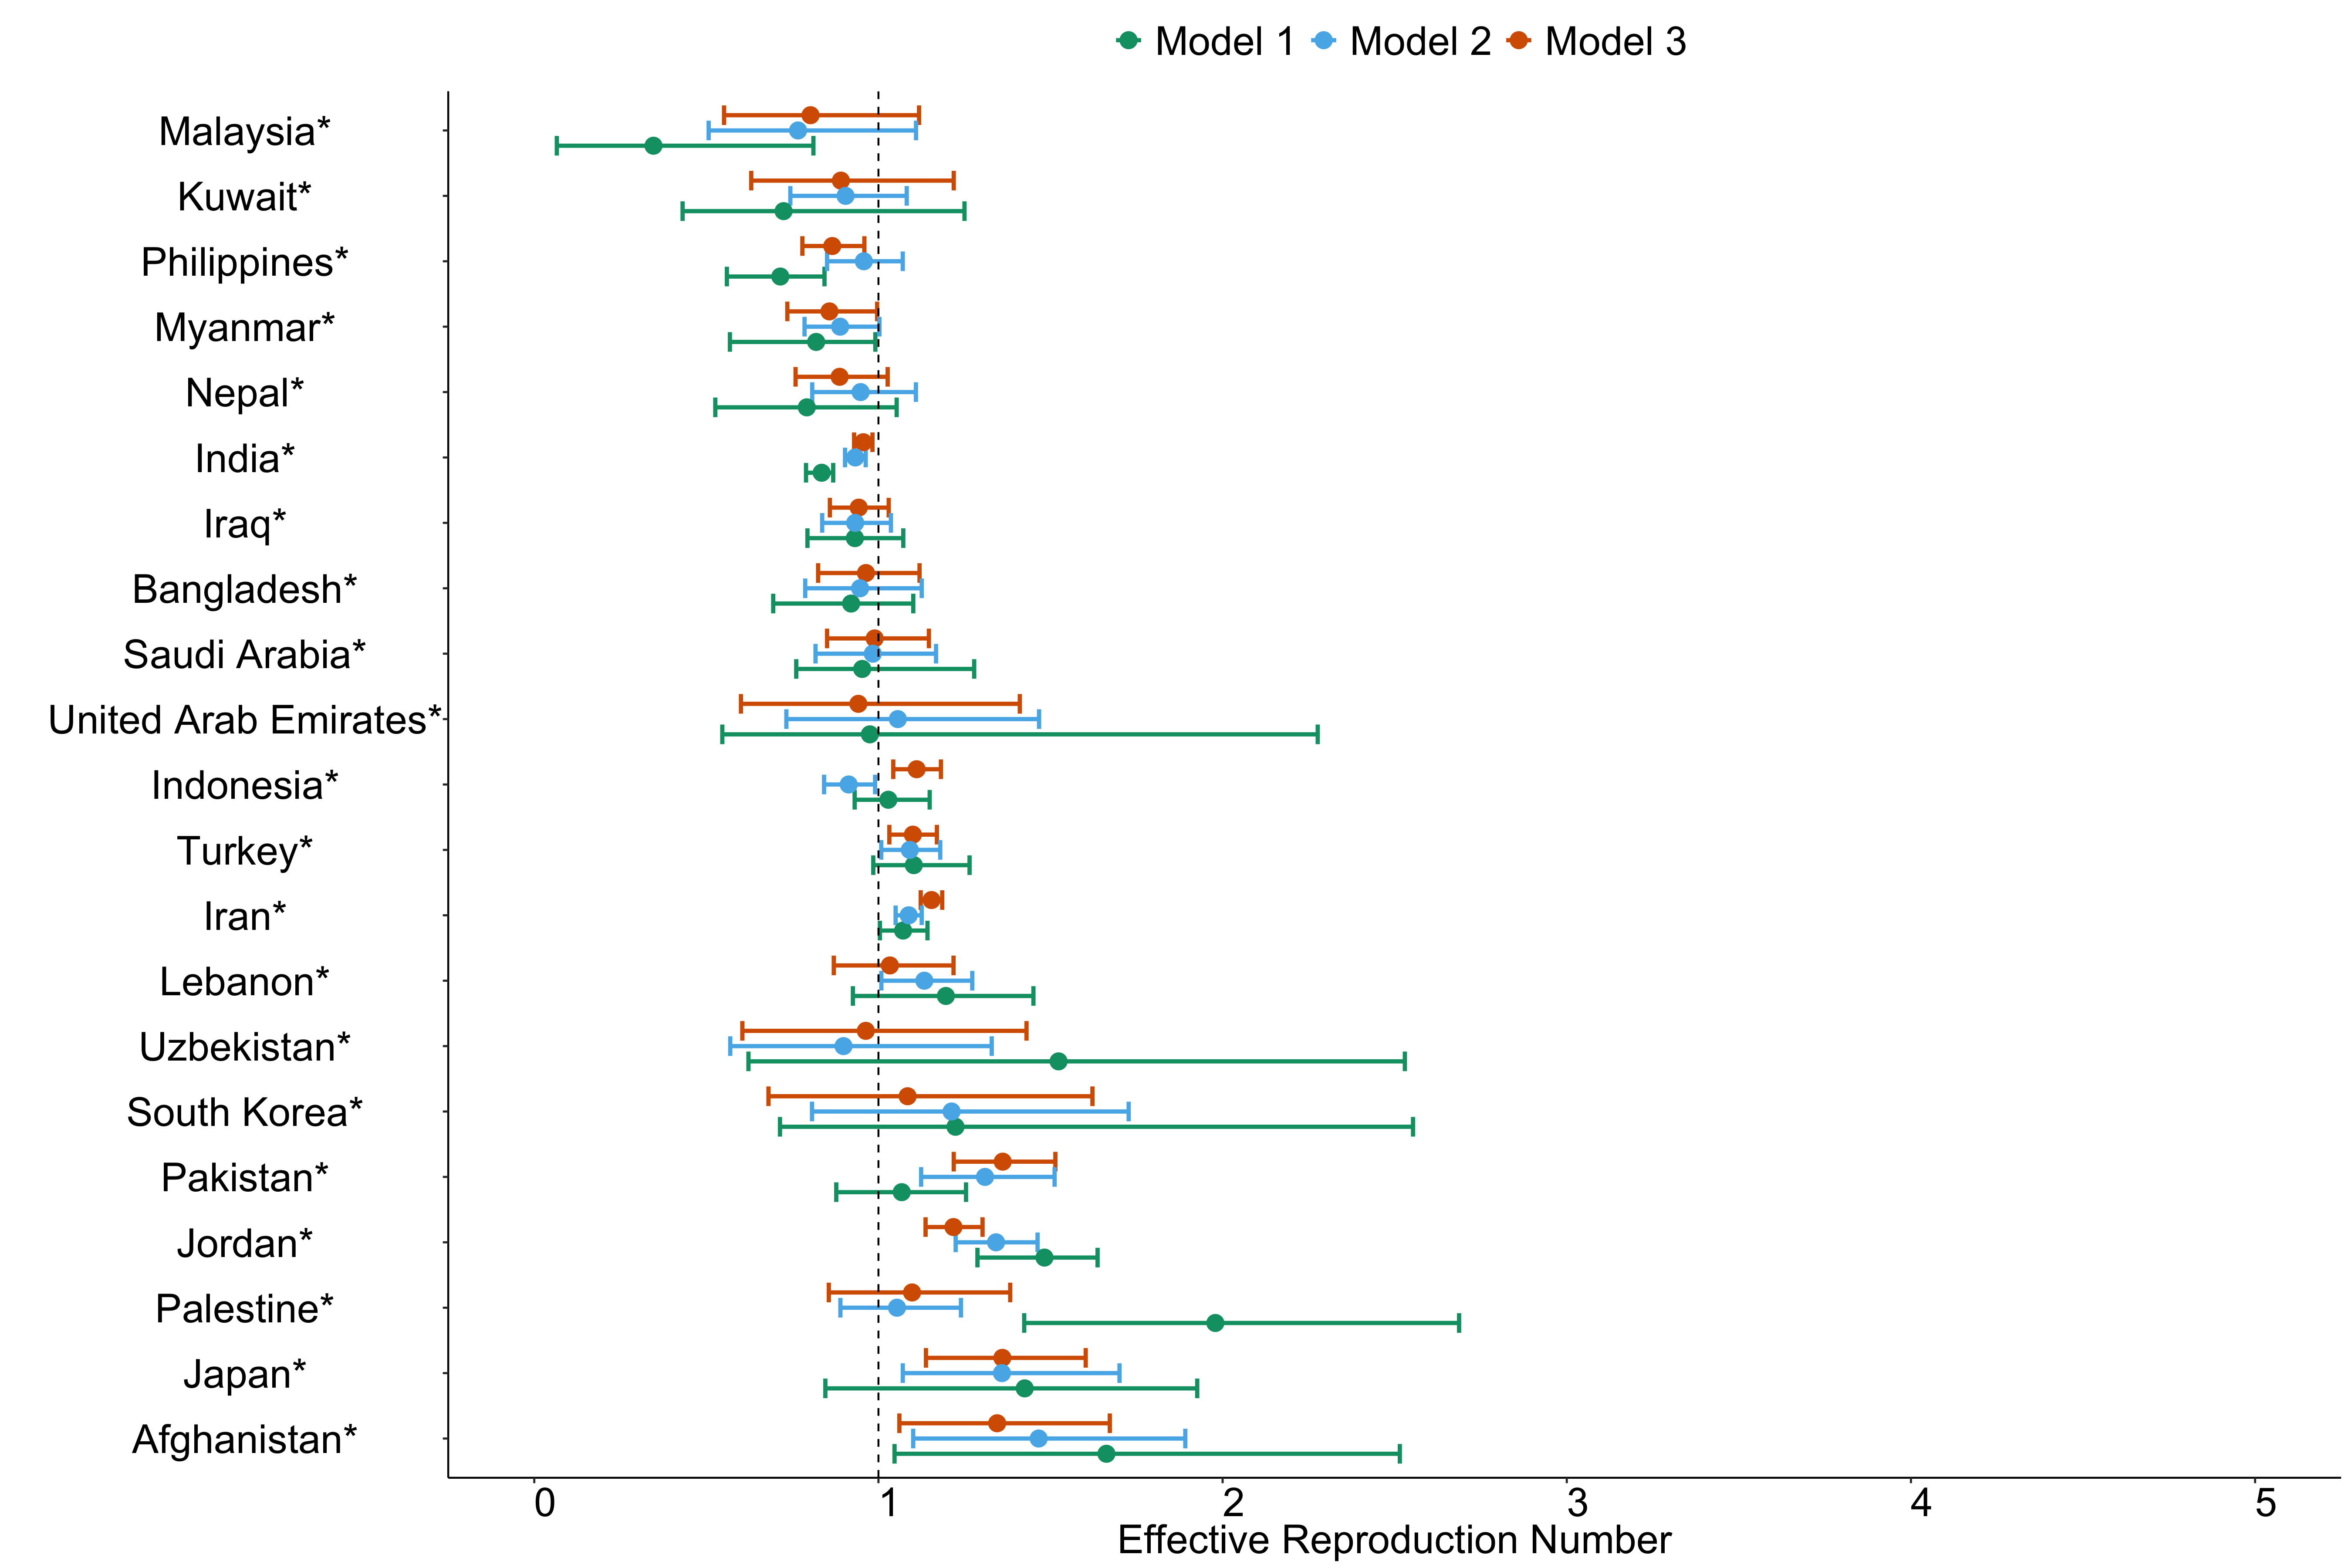 Model 1 Model 2 Model 3
Malaysia*
Kuwait*
Philippines*
Myanmar*
Nepal*
India*
Iraq*
Bangladesh*
Saudi Arabia*
United Arab Emirates*
Indonesia*
Turkey*
Iran*
Lebanon*
Uzbekistan*
South Korea*
Pakistan*
Jordan*
Palestine*
Japan*
Afghanistan*
0 1 2 3 4 5
Effective Reproduction Number